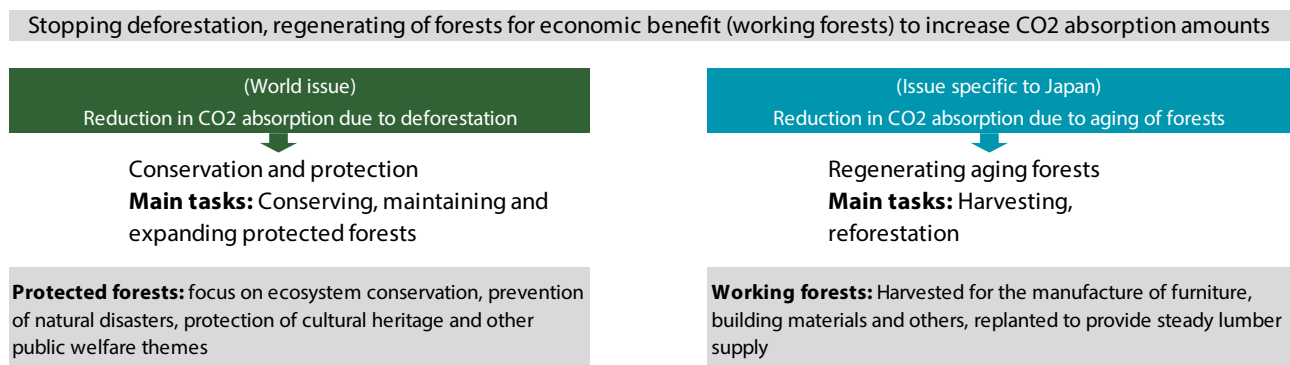 Stopping deforestation, regenerating of forests for economic benefit (working forests) to increase CO2 absorption amounts
(World issue)
Reduction in CO2 absorption due to deforestation
Conservation and protection
Main tasks: Conserving, maintaining and
expanding protected forests
Protected forests: focus on ecosystem conservation, prevention
of natural disasters, protection of cultural heritage and other
public welfare themes
(Issue specific to Japan)
Reduction in CO2 absorption due to aging of forests
Regenerating aging forests
Main tasks: Harvesting,
reforestation
Working forests: Harvested for the manufacture of furniture,
building materials and others, replanted to provide steady lumber
supply